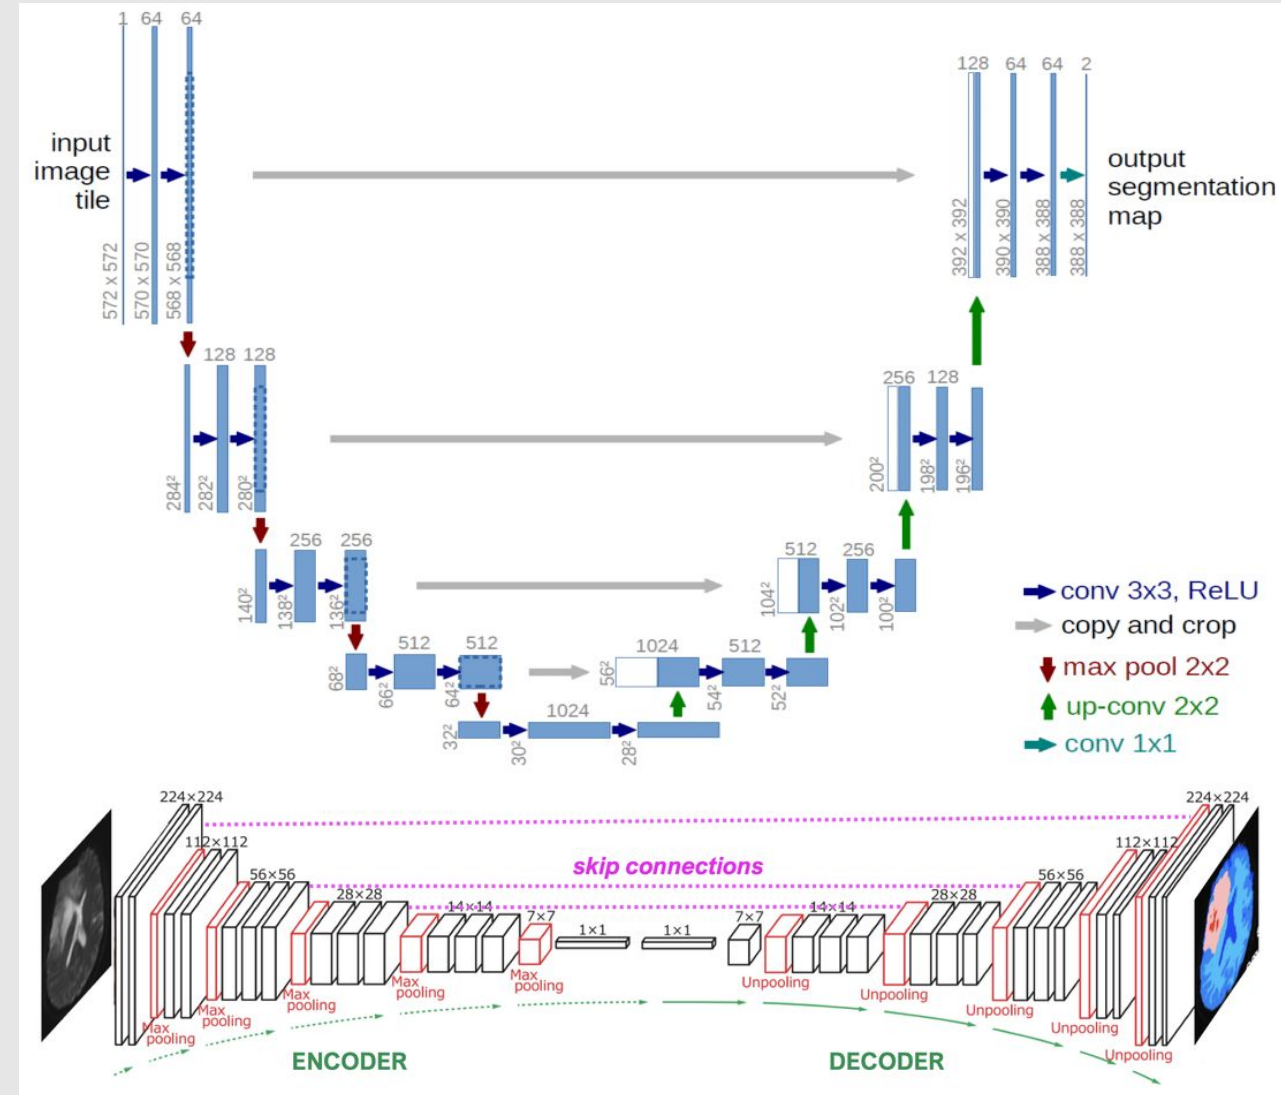 1 64 64
128 64 64 2
input
image
tile
output
segmentation
map
572 x 572
570 x 570
568 x 568
392 x 392
390 x 390
388 x 388
388 x 388
128 128
256 128
284²
282²
280²
200²
198²
196²
256 256
512 256
140²
138²
136²
104²
102²
100²
conv 3x3, ReLU
copy and crop
max pool 2x2
up-conv 2x2
conv 1x1
512 512
1024 512
68²
66²
64²
56²
54²
52²
1024
32²
30²
28²
224×224
224×224
112×112
112×112
skip connections
56×56
56×56
28×28
28×28
14×14
14×14
7×7
7×7
1×1
1×1
Max
pooling
Max
pooling
Max
pooling
Max
pooling
Max
pooling
Unpooling
Unpooling
Unpooling
Unpooling
Unpooling
ENCODER
DECODER